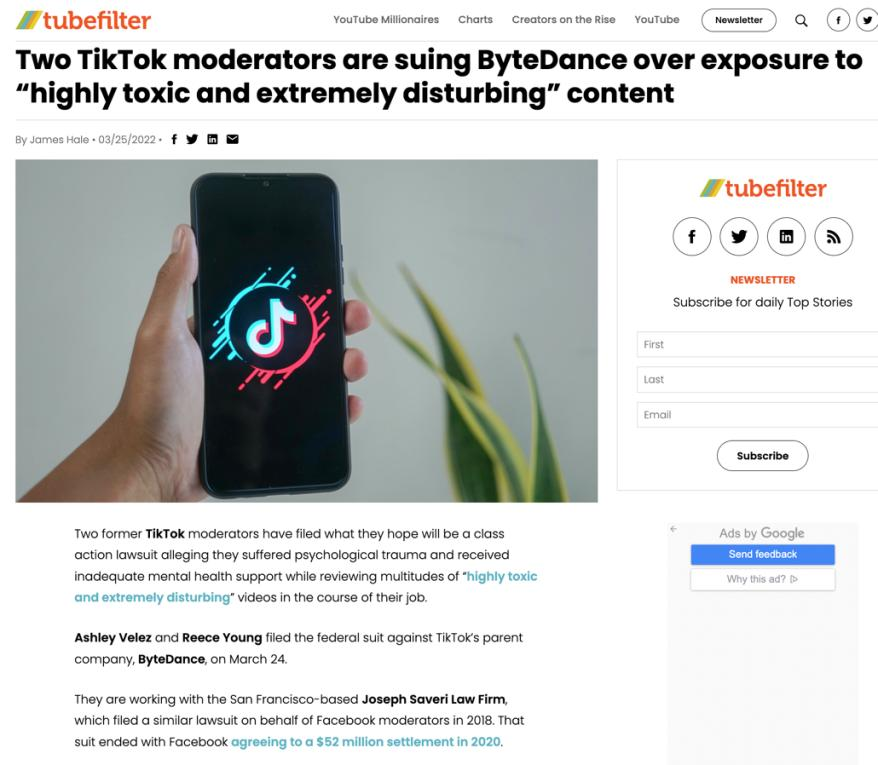 tubefilter
YouTube Millionaires Charts Creators on the Rise YouTube Newsletter
Two TikTok moderators are suing ByteDance over exposure to
“highly toxic and extremely disturbing” content
By James Hale • 03/25/2022 •
tubefilter
NEWSLETTER
Subscribe for daily Top Stories
First
Last
Email
Subscribe
Two former TikTok moderators have filed what they hope will be a class
action lawsuit alleging they suffered psychological trauma and received
inadequate mental health support while reviewing multitudes of “highly toxic
and extremely disturbing” videos in the course of their job.
Ashley Velez and Reece Young filed the federal suit against TikTok’s parent
company, ByteDance, on March 24.
They are working with the San Francisco-based Joseph Saveri Law Firm,
which filed a similar lawsuit on behalf of Facebook moderators in 2018. That
suit ended with Facebook agreeing to a $52 million settlement in 2020.
Ads by Google
Send feedback
Why this ad?